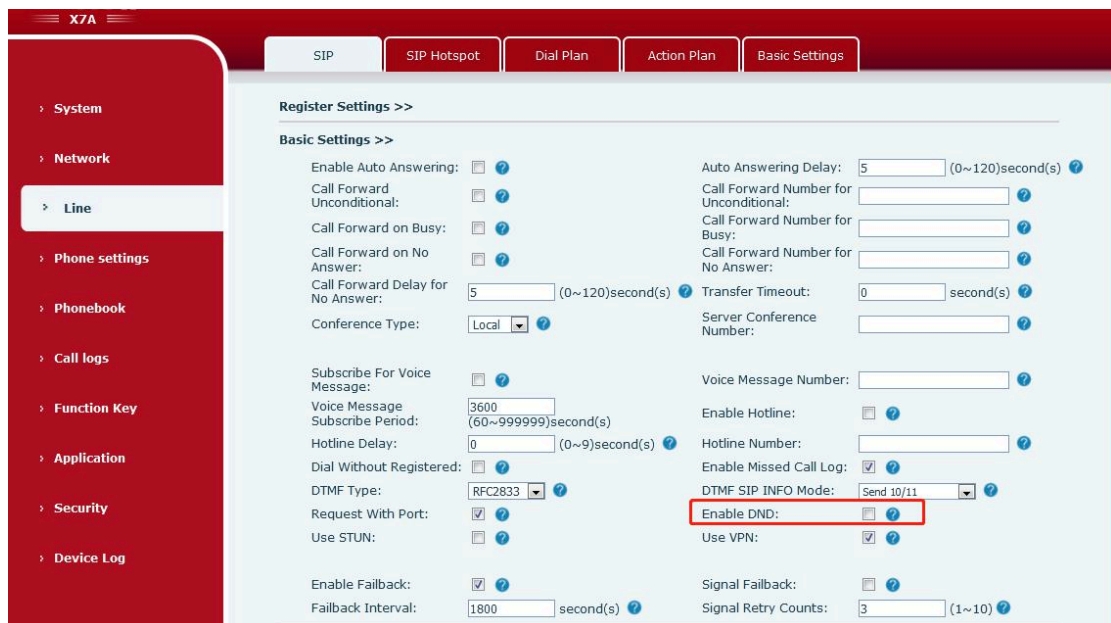 X7A
SIP
SIP Hotspot
Dial Plan
Action Plan
Basic Settings
System
Network
Line
Phone settings
Phonebook
Call logs
Function Key
Application
Security
Device Log
Register Settings >>
Basic Settings >>
Enable Auto Answering: Auto Answering Delay: 5 (0~120)second(s)
Call Forward
Unconditional:
Call Forward Number for
Unconditional:
Call Forward on Busy:
Call Forward Number for
Busy:
Call Forward on No
Answer:
Call Forward Number for
No Answer:
Call Forward Delay for
No Answer:
5 (0~120)second(s)
Transfer Timeout: 0 second(s)
Conference Type: Local
Server Conference
Number:
Subscribe For Voice
Message:
Voice Message Number:
Voice Message
Subscribe Period:
3600
(60~999999)second(s)
Enable Hotline:
Hotline Delay: 0 (0~9)second(s) Hotline Number:
Dial Without Registered: Enable Missed Call Log:
DTMF Type: RFC2833 DTMF SIP INFO Mode: Send 10/11
Request With Port: Enable DND:
Use STUN: Use VPN:
Enable Failback: Signal Failback:
Failback Interval: 1800 second(s) Signal Retry Counts: 3 (1~10)